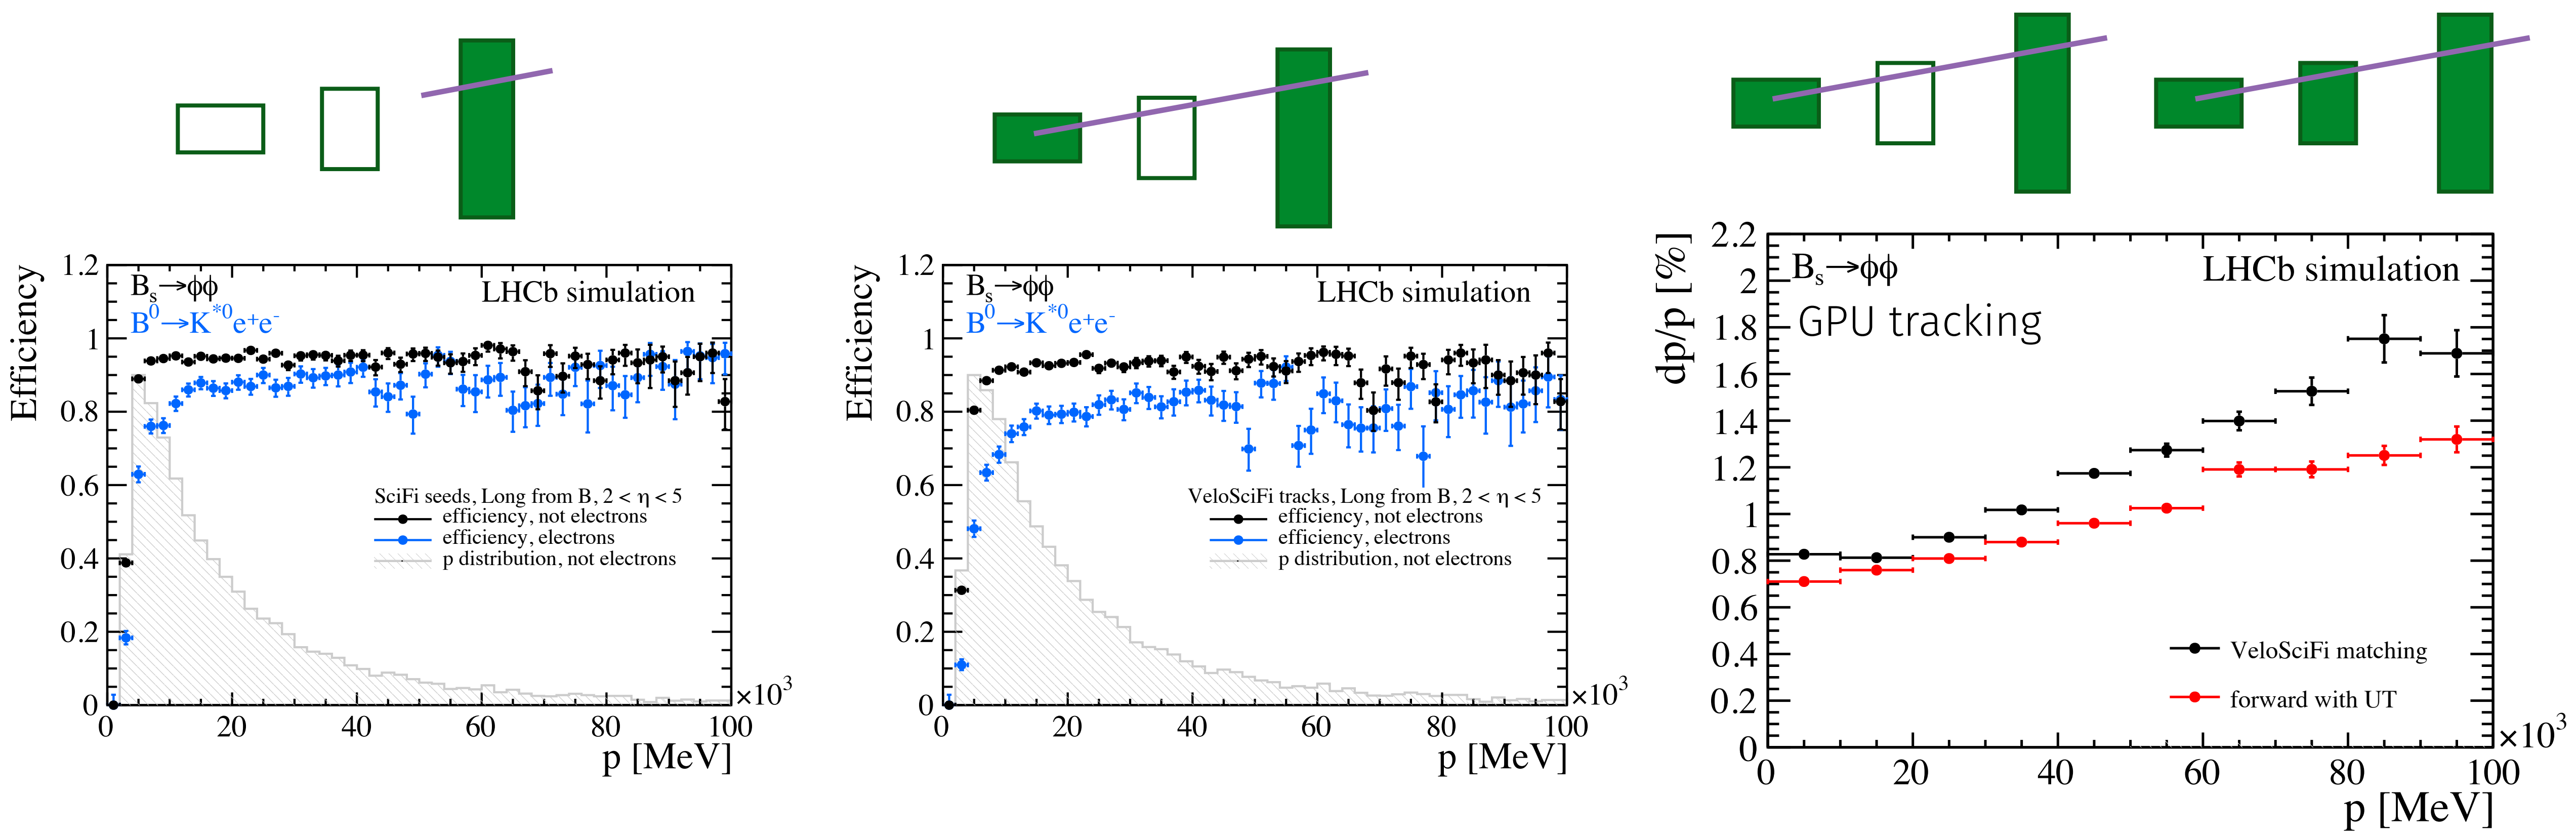 Efficiency
1.2
1
0.8
0.6
0.4
0.2
0
B_s→ϕϕ
B⁰→K*⁰e⁺e⁻
LHCb simulation
SciFi seeds, Long from B, 2 < η < 5
efficiency, not electrons
efficiency, electrons
p distribution, not electrons
0 20 40 60 80 100
×10³
p [MeV]
Efficiency
1.2
1
0.8
0.6
0.4
0.2
0
B_s→ϕϕ
B⁰→K*⁰e⁺e⁻
LHCb simulation
VeloSciFi tracks, Long from B, 2 < η < 5
efficiency, not electrons
efficiency, electrons
p distribution, not electrons
0 20 40 60 80 100
×10³
p [MeV]
dp/p [%]
2.2
2
1.8
1.6
1.4
1.2
1
0.8
0.6
0.4
0.2
0
B_s→ϕϕ
LHCb simulation
GPU tracking
VeloSciFi matching
forward with UT
0 20 40 60 80 100
×10³
p [MeV]